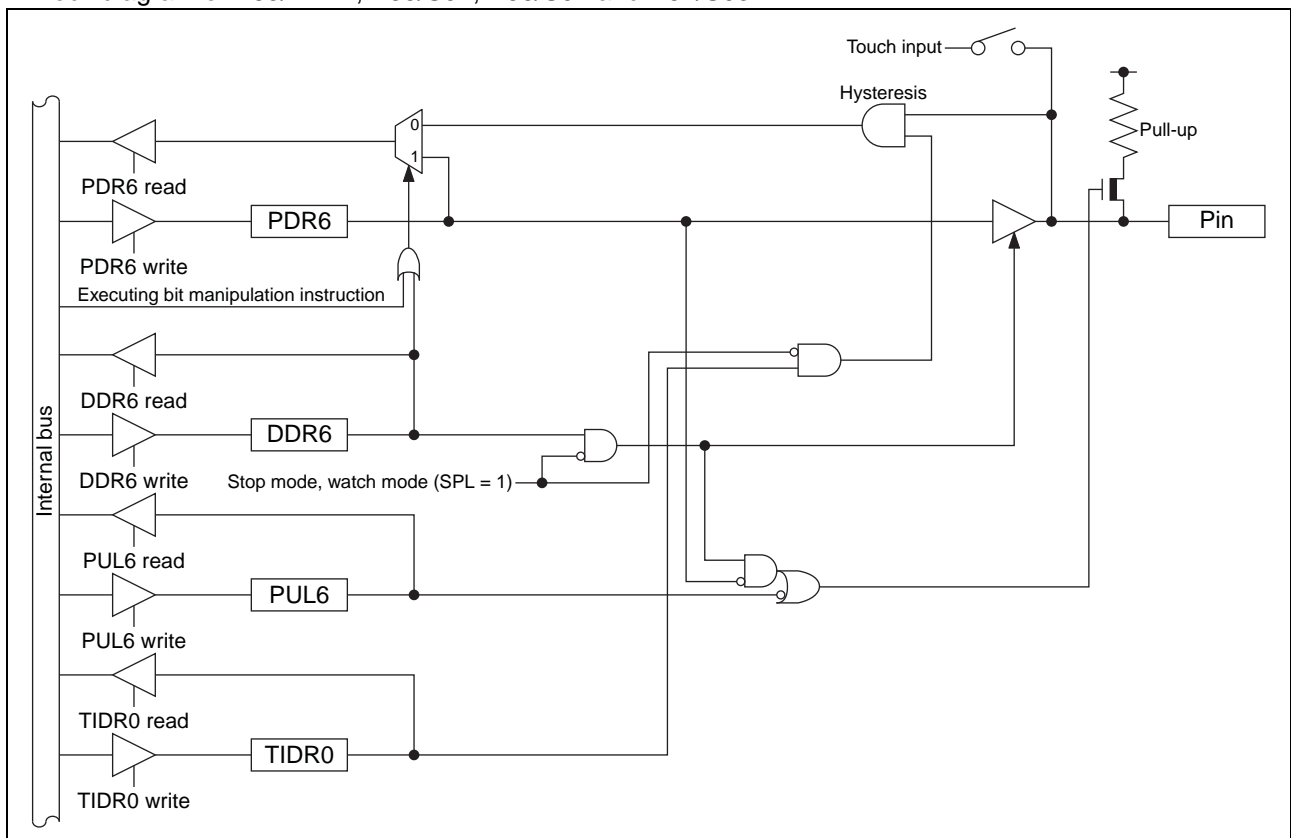 Touch input
Hysteresis
0
Pull-up
1
PDR6 read
PDR6
Pin
PDR6 write
Executing bit manipulation instruction
DDR6 read
DDR6
Internal bus
DDR6 write
Stop mode, watch mode (SPL = 1)
PUL6 read
PUL6
PUL6 write
TIDR0 read
TIDR0
TIDR0 write